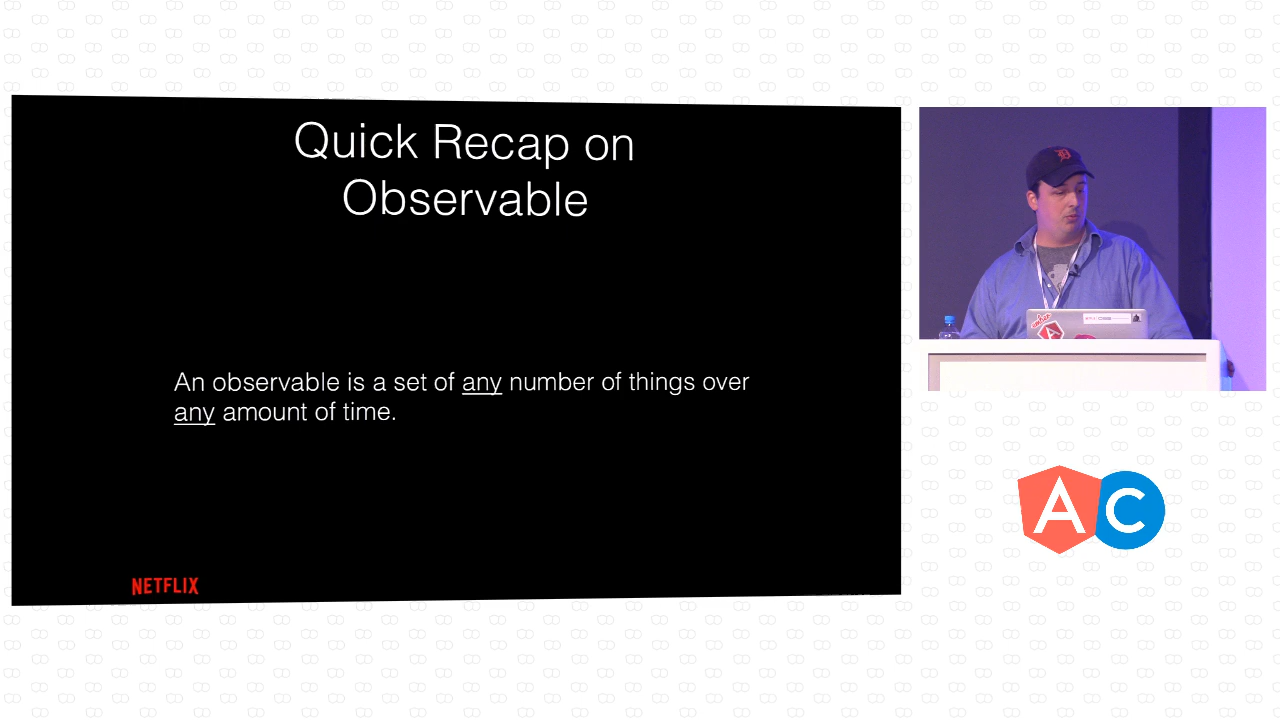 Quick Recap on
Observable
An observable is a set of any number of things over
any amount of time.
NETFLIX
D
A
AC